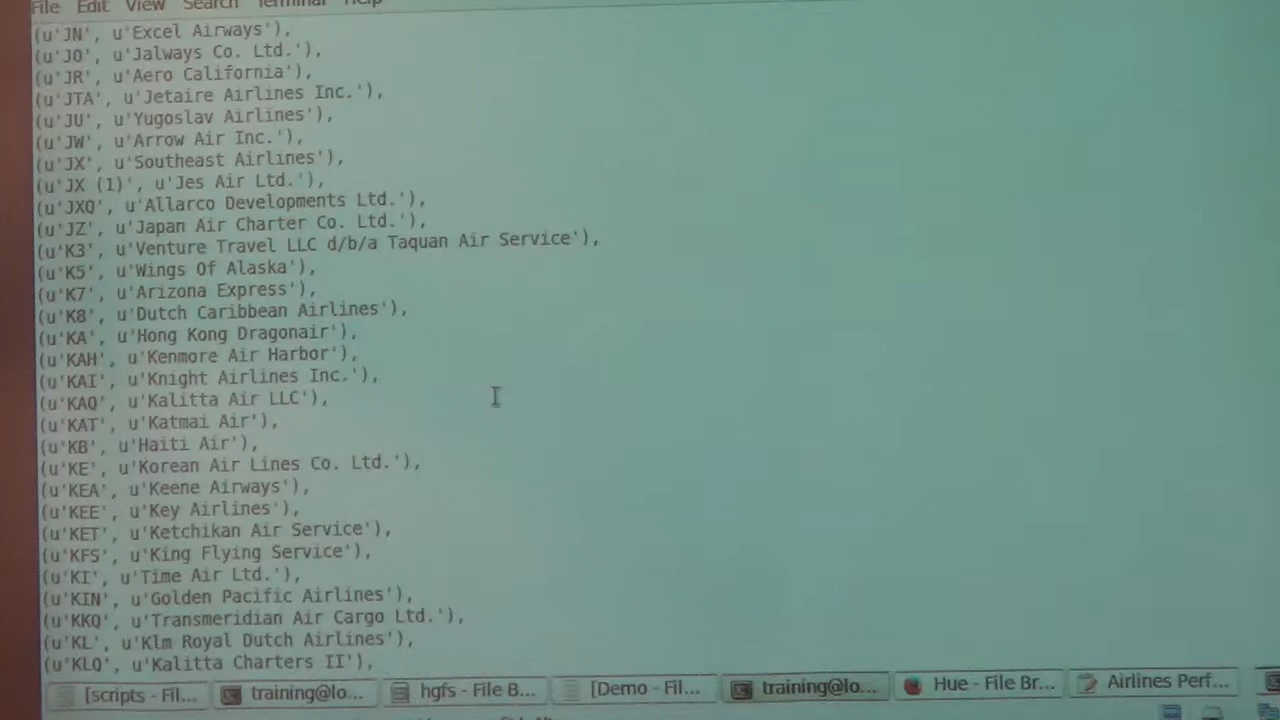 File Edit View Search Terminal Help
(u'JN', u'Excel Airways'),
(u'JO', u'Jalways Co. Ltd.'),
(u'JR', u'Aero California'),
(u'JTA', u'Jetaire Airlines Inc.'),
(u'JU', u'Yugoslav Airlines'),
(u'JW', u'Arrow Air Inc.'),
(u'JX', u'Southeast Airlines'),
(u'JX (1)', u'Jes Air Ltd.'),
(u'JXQ', u'Allarco Developments Ltd.'),
(u'JZ', u'Japan Air Charter Co. Ltd.'),
(u'K3', u'Venture Travel LLC d/b/a Taquan Air Service'),
(u'K5', u'Wings Of Alaska'),
(u'K7', u'Arizona Express'),
(u'K8', u'Dutch Caribbean Airlines'),
(u'KA', u'Hong Kong Dragonair'),
(u'KAH', u'Kenmore Air Harbor'),
(u'KAI', u'Knight Airlines Inc.'),
(u'KAQ', u'Kalitta Air LLC'),
(u'KAT', u'Katmai Air'),
(u'KB', u'Haiti Air'),
(u'KE', u'Korean Air Lines Co. Ltd.'),
(u'KEA', u'Keene Airways'),
(u'KEE', u'Key Airlines'),
(u'KET', u'Ketchikan Air Service'),
(u'KFS', u'King Flying Service'),
(u'KI', u'Time Air Ltd.'),
(u'KIN', u'Golden Pacific Airlines'),
(u'KKQ', u'Transmeridian Air Cargo Ltd.'),
(u'KL', u'Klm Royal Dutch Airlines'),
(u'KLQ', u'Kalitta Charters II'),
[scripts - Fil... training@lo... hgfs - File B... [Demo - Fil... training@lo... Hue - File Br... Airlines Perf...